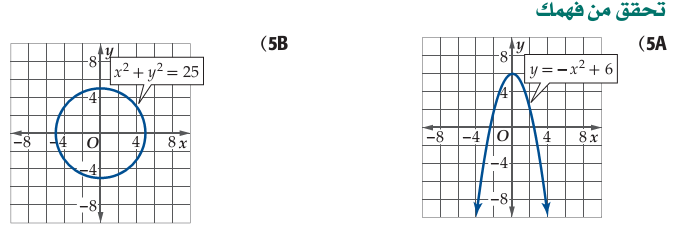 تحقق من فهمك
(5A
y
8
y = −x² + 6
4
−8 −4 O 4 8 x
−4
−8
(5B
y
8
x² + y² = 25
4
−8 −4 O 4 8 x
−4
−8